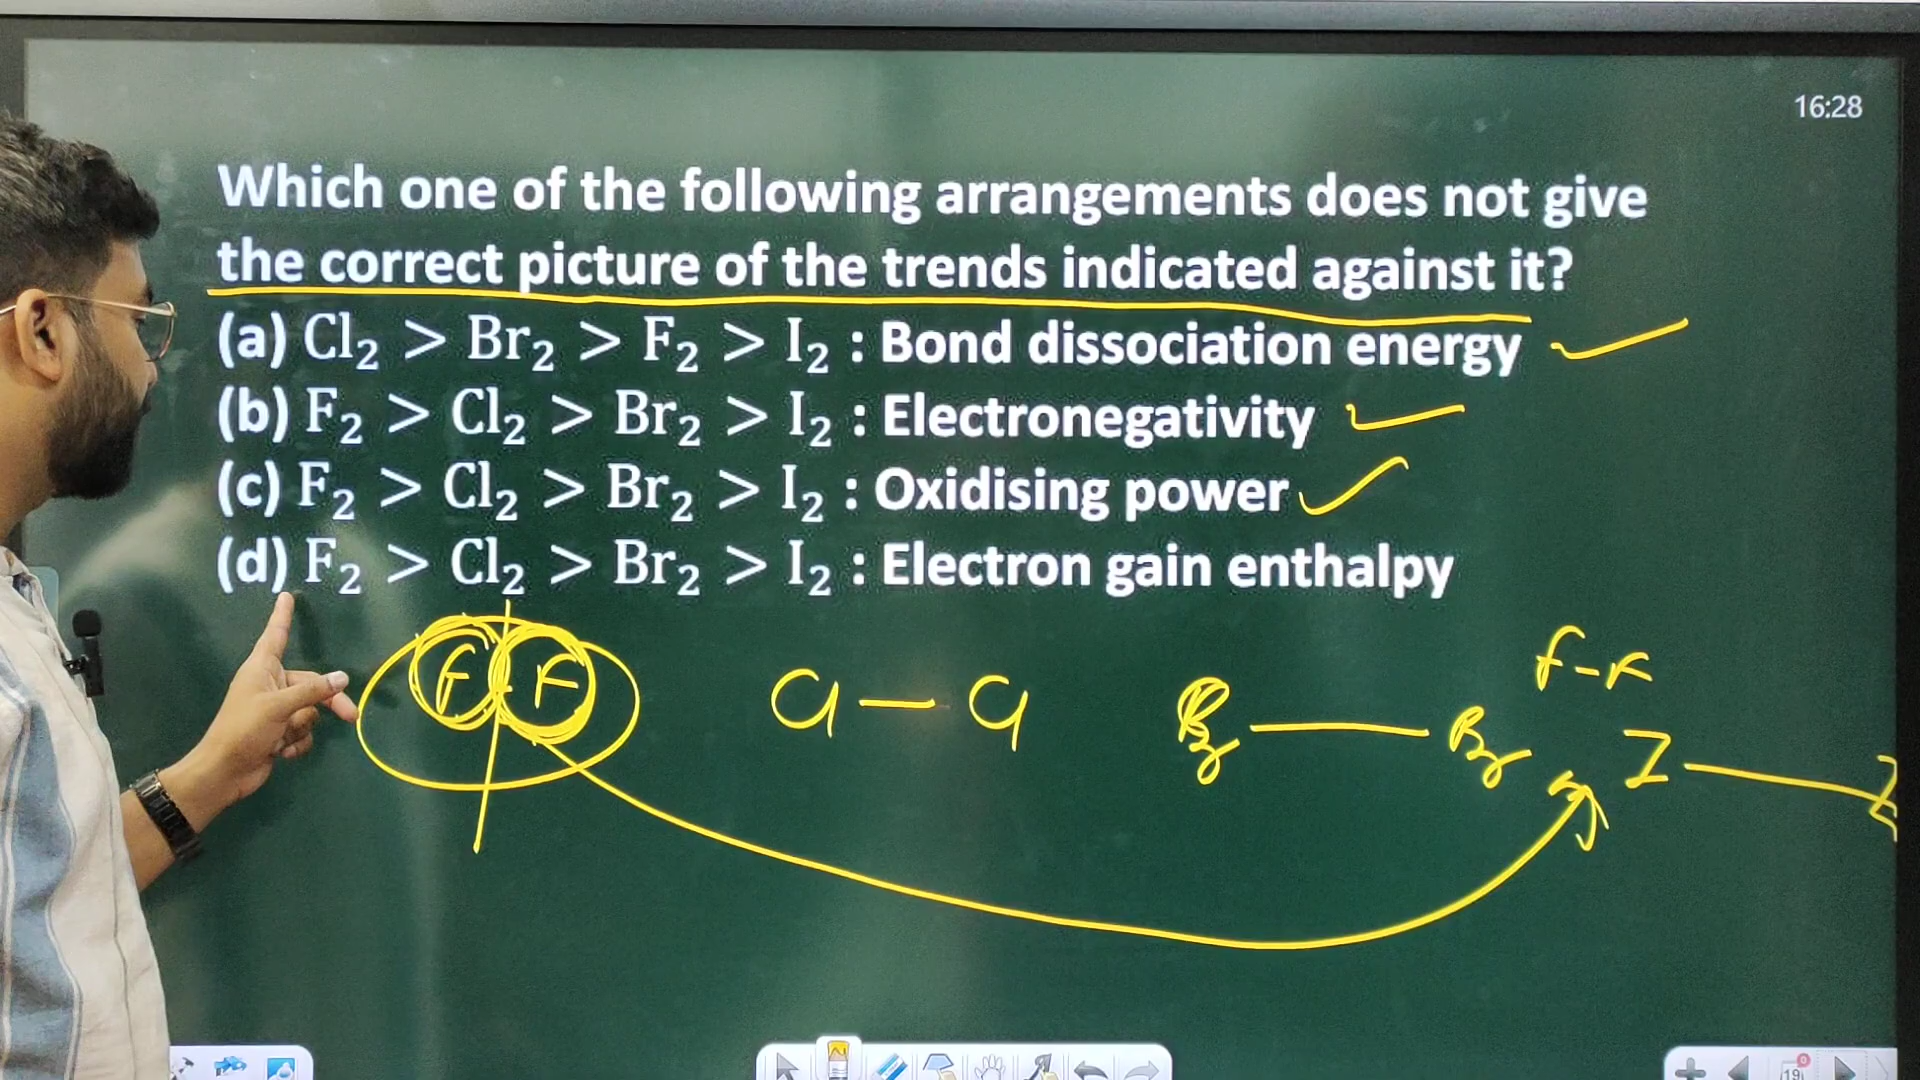 16:28
Which one of the following arrangements does not give
the correct picture of the trends indicated against it?
(a) Cl₂ > Br₂ > F₂ > I₂ : Bond dissociation energy
(b) F₂ > Cl₂ > Br₂ > I₂ : Electronegativity
(c) F₂ > Cl₂ > Br₂ > I₂ : Oxidising power
(d) F₂ > Cl₂ > Br₂ > I₂ : Electron gain enthalpy
F-F
F F Cl — Cl Br — Br I — I
19